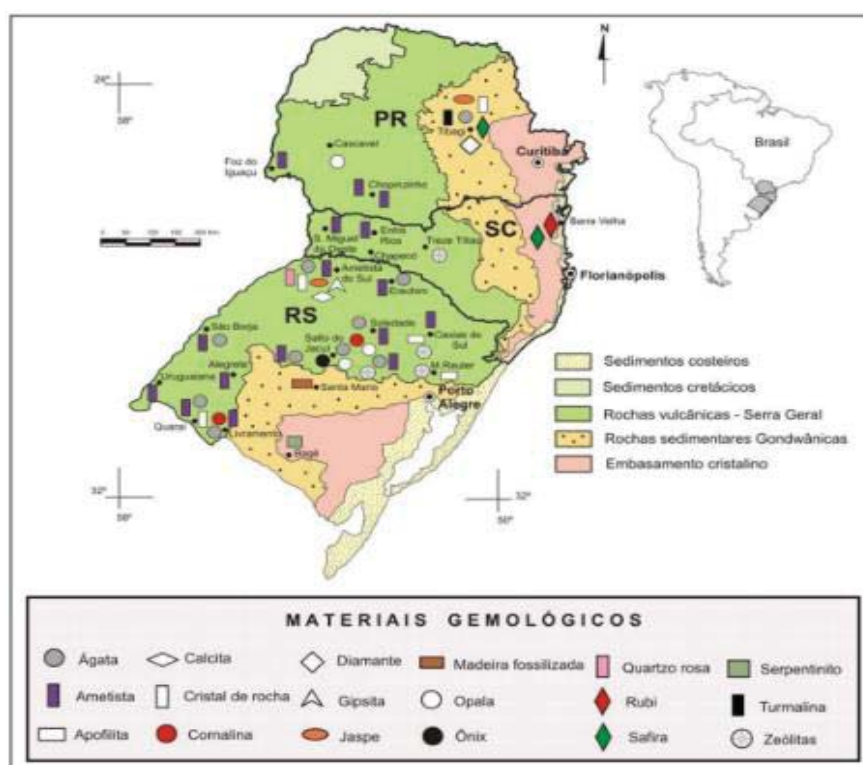 N
24°
58°
PR
Tibagi
Cascavel
Curitiba
Foz do
Iguaçú
Chopinzinho
Brasil
SC
Barra Velha
S. Miguel
do Oeste
Entre
Rios
Treze Tílias
Chapecó
Florianópolis
Ametista
do Sul
Erechim
RS
São Borja
Soledade
Salto do
Jacuí
Caxias do
Sul
Alegrete
Uruguaiana
M. Reuter
Santa Maria
Porto
Alegre
Quaraí
Livramento
Bagé
Sedimentos costeiros
Sedimentos cretácicos
Rochas vulcânicas - Serra Geral
Rochas sedimentares Gondwânicas
Embasamento cristalino
32°
58°
32°
50°
MATERIAIS GEMOLÓGICOS
Ágata Calcita Diamante Madeira fossilizada Quartzo rosa Serpentinito
Ametista Cristal de rocha Gipsita Opala Rubi Turmalina
Apofilita Cornalina Jaspe Ônix Safira Zeólitas